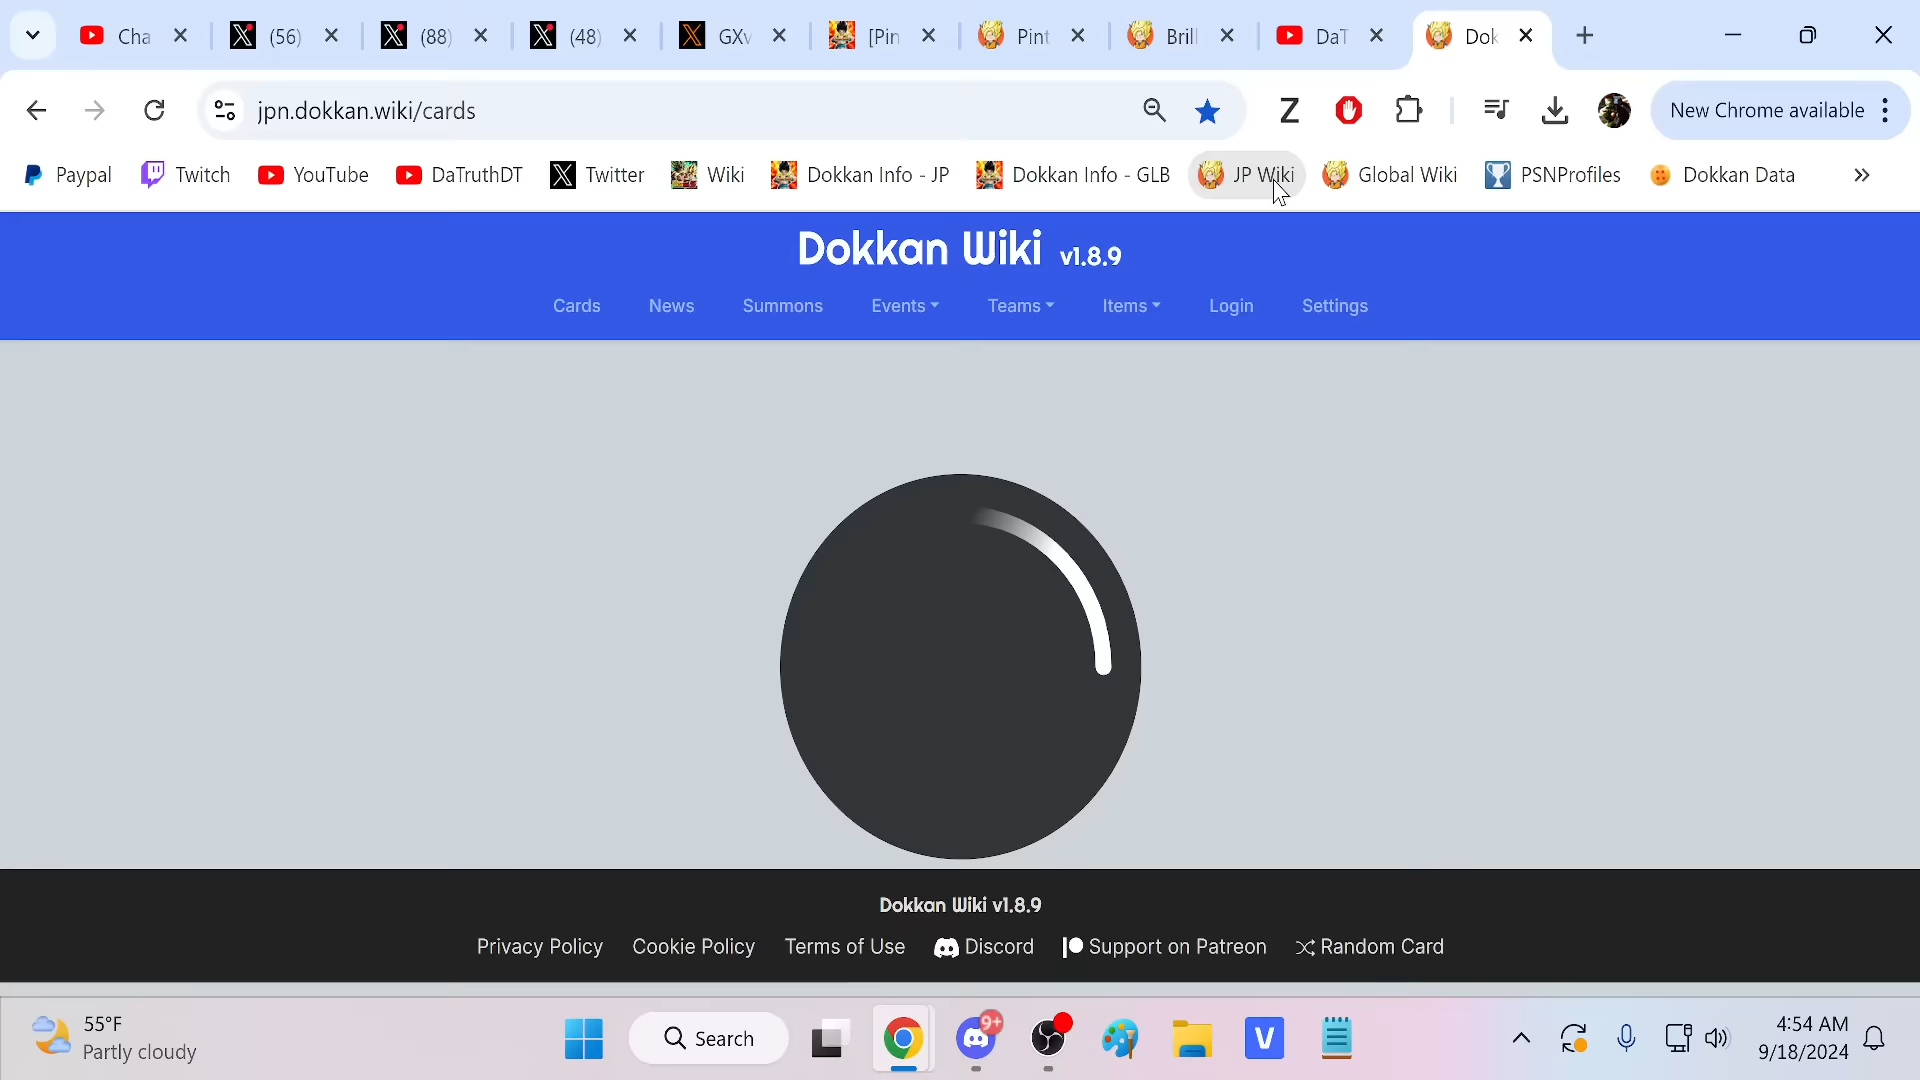 Cha
(56)
(88)
(48)
GXv
[Pin
Pint
Bril
DaT
Dok
jpn.dokkan.wiki/cards
Z
New Chrome available
Paypal
Twitch
YouTube
DaTruthDT
Twitter
Wiki
Dokkan Info - JP
Dokkan Info - GLB
JP Wiki
Global Wiki
PSNProfiles
Dokkan Data
Dokkan Wiki v1.8.9
Cards
News
Summons
Events
Teams
Items
Login
Settings
Dokkan Wiki v1.8.9
Privacy Policy
Cookie Policy
Terms of Use
Discord
Support on Patreon
Random Card
55°F
Partly cloudy
Search
9+
V
4:54 AM
9/18/2024